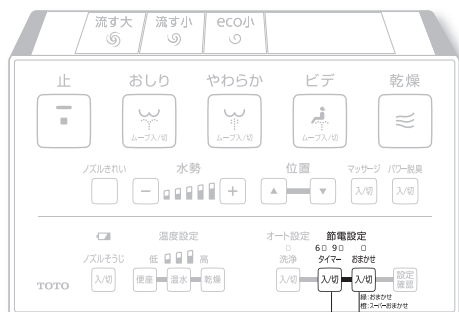 流す大 流す小 eco小
止 おしり やわらか ビデ 乾燥
ムーブ入/切 ムーブ入/切 ムーブ入/切
ノズルきれい 水勢 位置 マッサージ パワー脱臭
− + ▲ ▼ 入/切 入/切
温度設定 オート設定 節電設定
6 9
ノズルそうじ 低 高 洗浄 タイマー おまかせ
TOTO 入/切 便座 温水 乾燥 入/切 入/切 入/切 設定確認
緑:おまかせ
橙:スーパーおまかせ